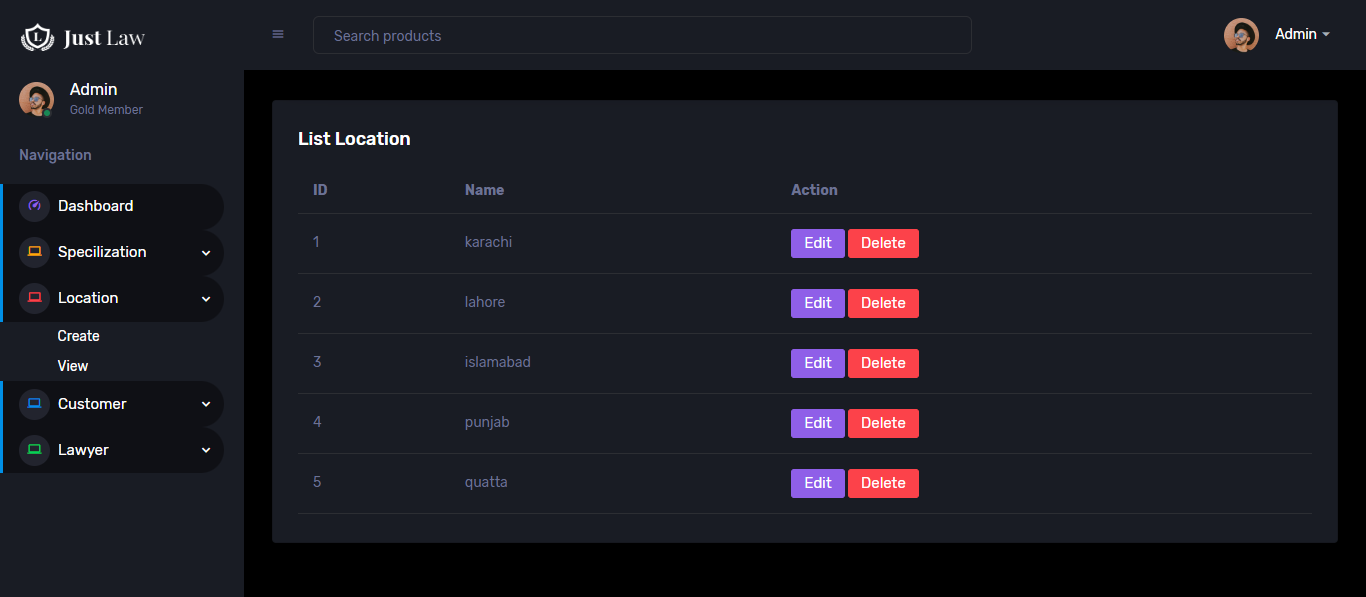 L
Just Law
Search products
Admin
Admin
Gold Member
Navigation
Dashboard
Specilization
Location
Create
View
Customer
Lawyer
List Location
ID Name Action
1 karachi Edit Delete
2 lahore Edit Delete
3 islamabad Edit Delete
4 punjab Edit Delete
5 quatta Edit Delete